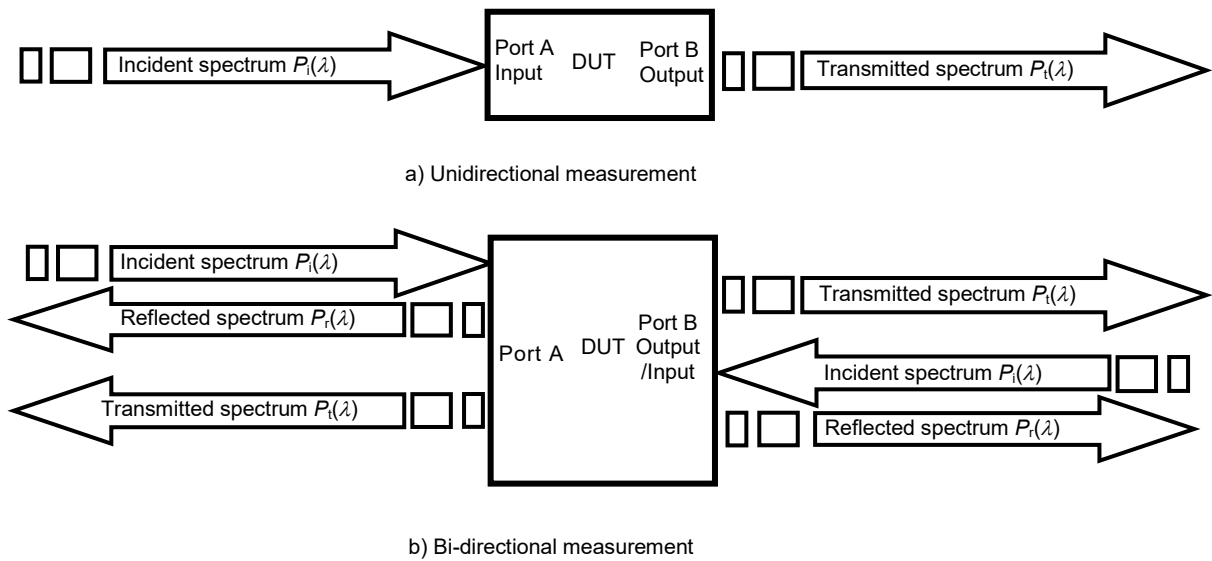 Incident spectrum Pi(λ)
Port A
Input
DUT
Port B
Output
Transmitted spectrum Pt(λ)
a) Unidirectional measurement
Incident spectrum Pi(λ)
Reflected spectrum Pr(λ)
Transmitted spectrum Pt(λ)
Port A
DUT
Port B
Output
/Input
Transmitted spectrum Pt(λ)
Incident spectrum Pi(λ)
Reflected spectrum Pr(λ)
b) Bi-directional measurement